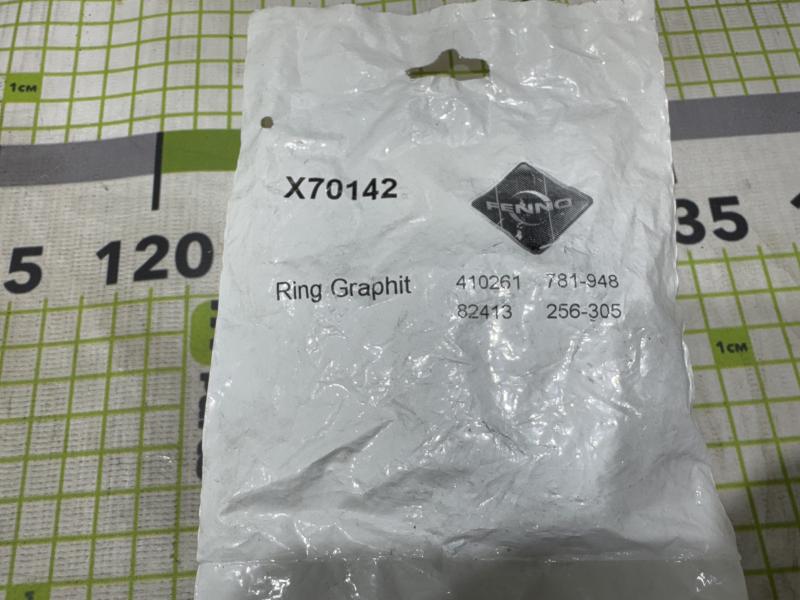 1см
X70142
FENNO
5
120
35
Ring Graphit
410261 781-948
82413 256-305
1см